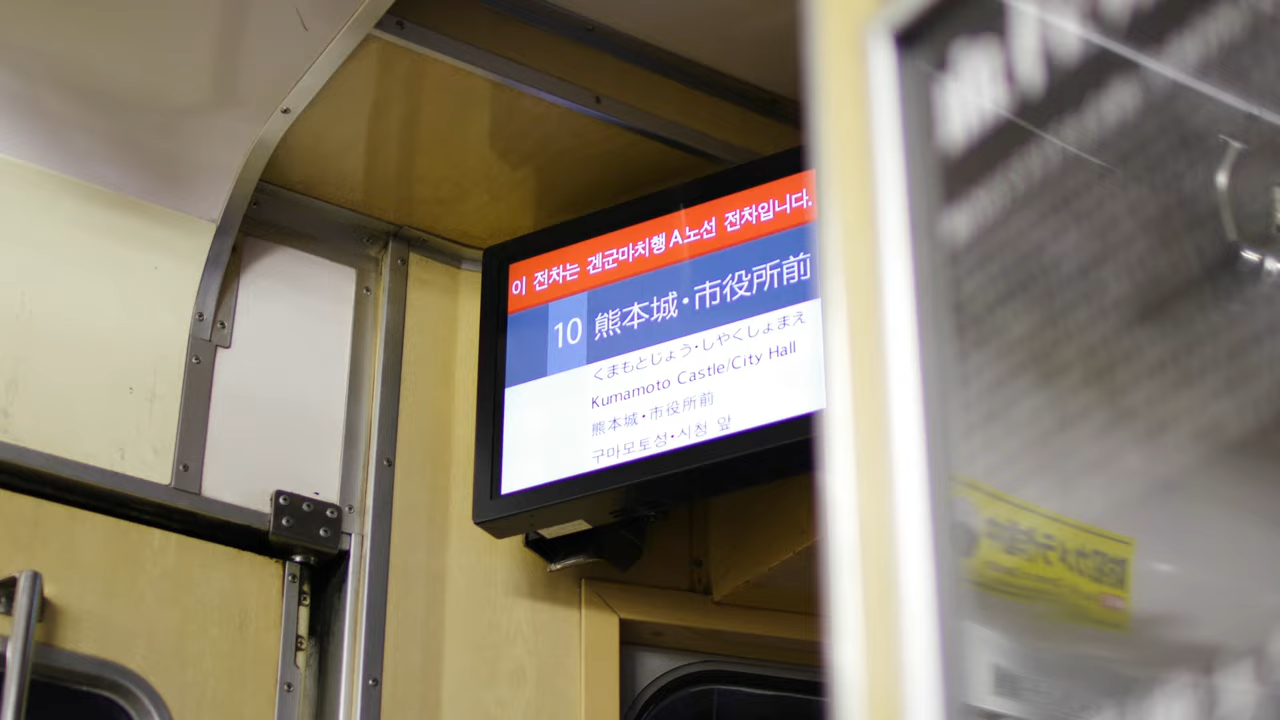 이 전차는 겐군마치행 A노선 전차입니다.
10 熊本城・市役所前
くまもとじょう・しやくしょまえ
Kumamoto Castle/City Hall
熊本城・市役所前
구마모토성・시청 앞